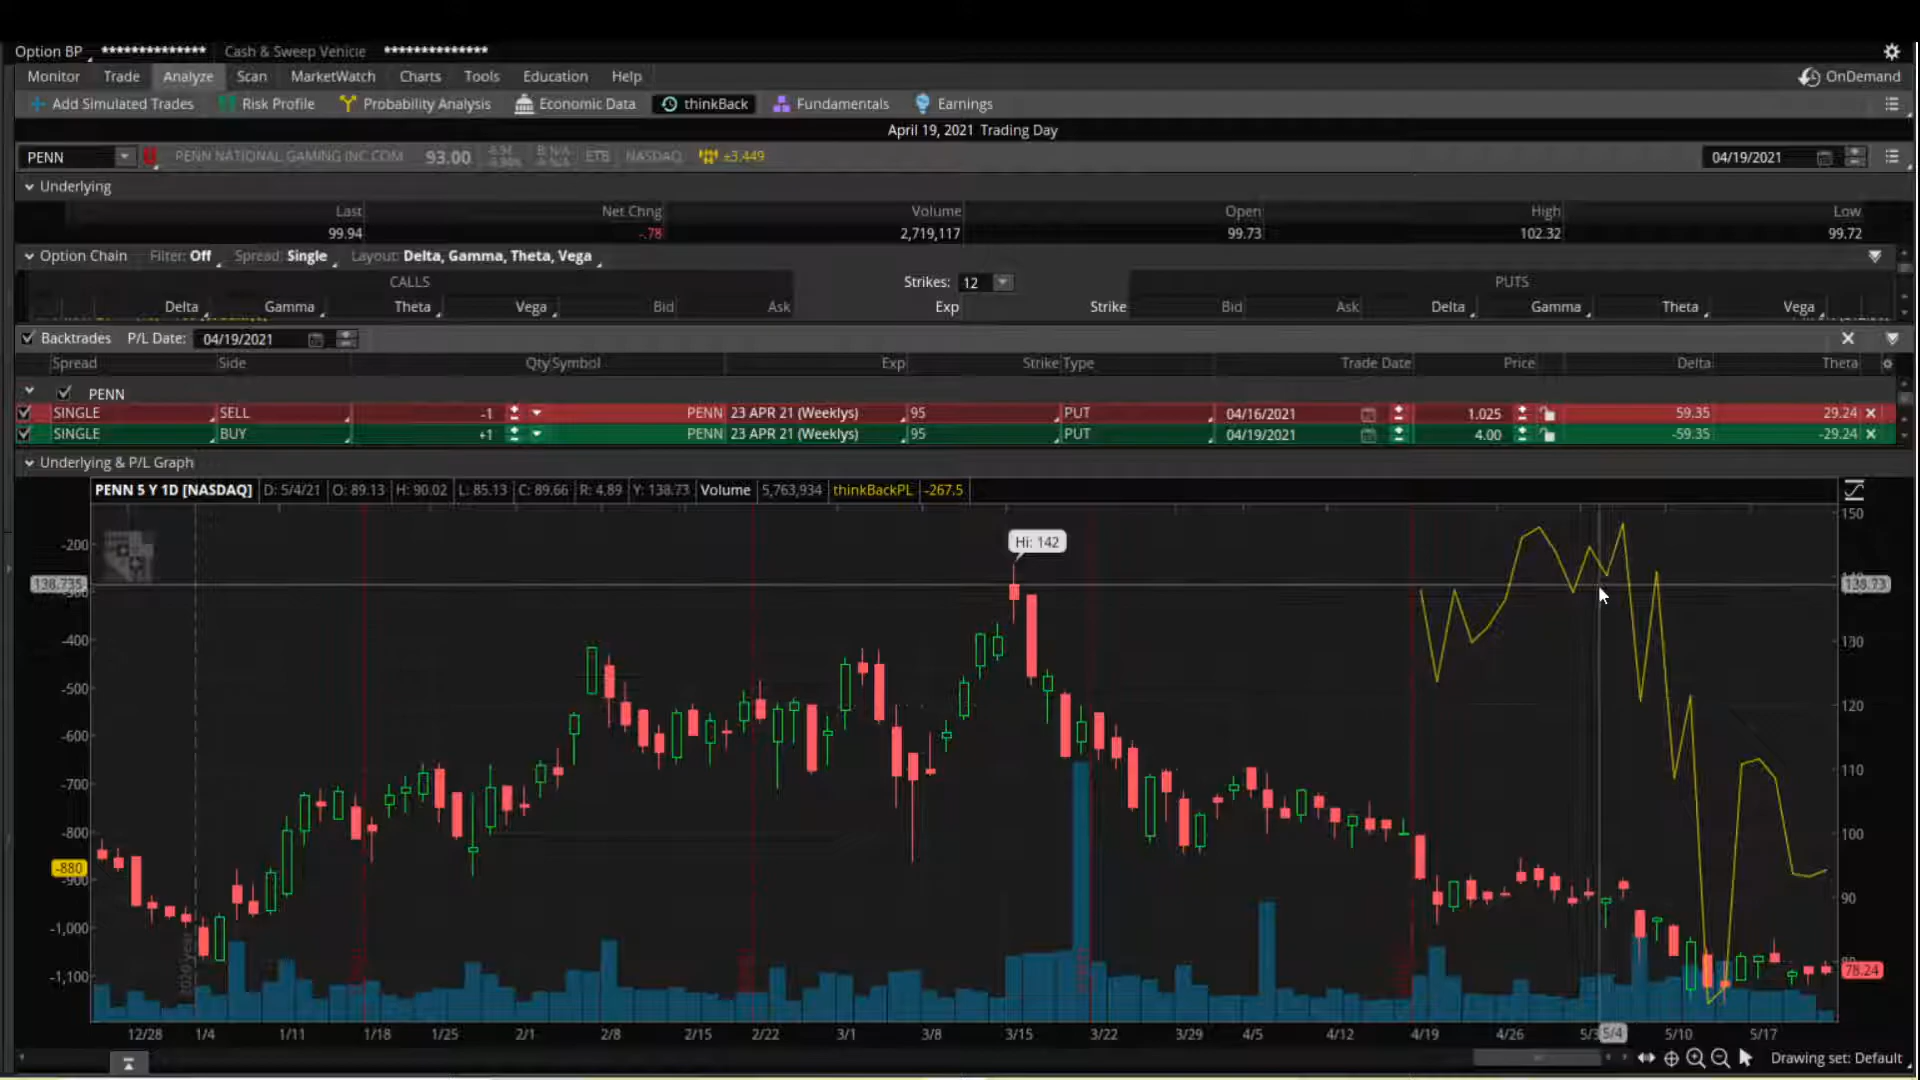 Option BP ************** Cash & Sweep Vehicle **************
Monitor Trade Analyze Scan MarketWatch Charts Tools Education Help OnDemand
Add Simulated Trades Risk Profile Probability Analysis Economic Data thinkBack Fundamentals Earnings
April 19, 2021 Trading Day
PENN PENN NATIONAL GAMING INC COM 93.00 ETB NASDAQ ±3.449 04/19/2021
Underlying
Last Net Chng Volume Open High Low
99.94 -.78 2,719,117 99.73 102.32 99.72
Option Chain Filter: Off Spread: Single Layout: Delta, Gamma, Theta, Vega
CALLS Strikes: 12 PUTS
Delta Gamma Theta Vega Bid Ask Exp Strike Bid Ask Delta Gamma Theta Vega
Backtrades P/L Date: 04/19/2021
Spread Side Qty Symbol Exp Strike Type Trade Date Price Delta Theta
PENN
SINGLE SELL -1 PENN 23 APR 21 (Weeklys) 95 PUT 04/16/2021 1.025 59.35 29.24
SINGLE BUY +1 PENN 23 APR 21 (Weeklys) 95 PUT 04/19/2021 4.00 -59.35 -29.24
Underlying & P/L Graph
PENN 5 Y 1D [NASDAQ] D: 5/4/21 O: 89.13 H: 90.02 L: 85.13 C: 89.66 R: 4.89 Y: 138.73 Volume 5,763,934 thinkBackPL -267.5
150
-200 Hi: 142
138.735 138.73
-400 130
-500
120
-600
-700 110
-800 100
-880
-900 90
-1,000
2020 year
-1,100 78.24
12/28 1/4 1/11 1/18 1/25 2/1 2/8 2/15 2/22 3/1 3/8 3/15 3/22 3/29 4/5 4/12 4/19 4/26 5/4 5/10 5/17
Drawing set: Default